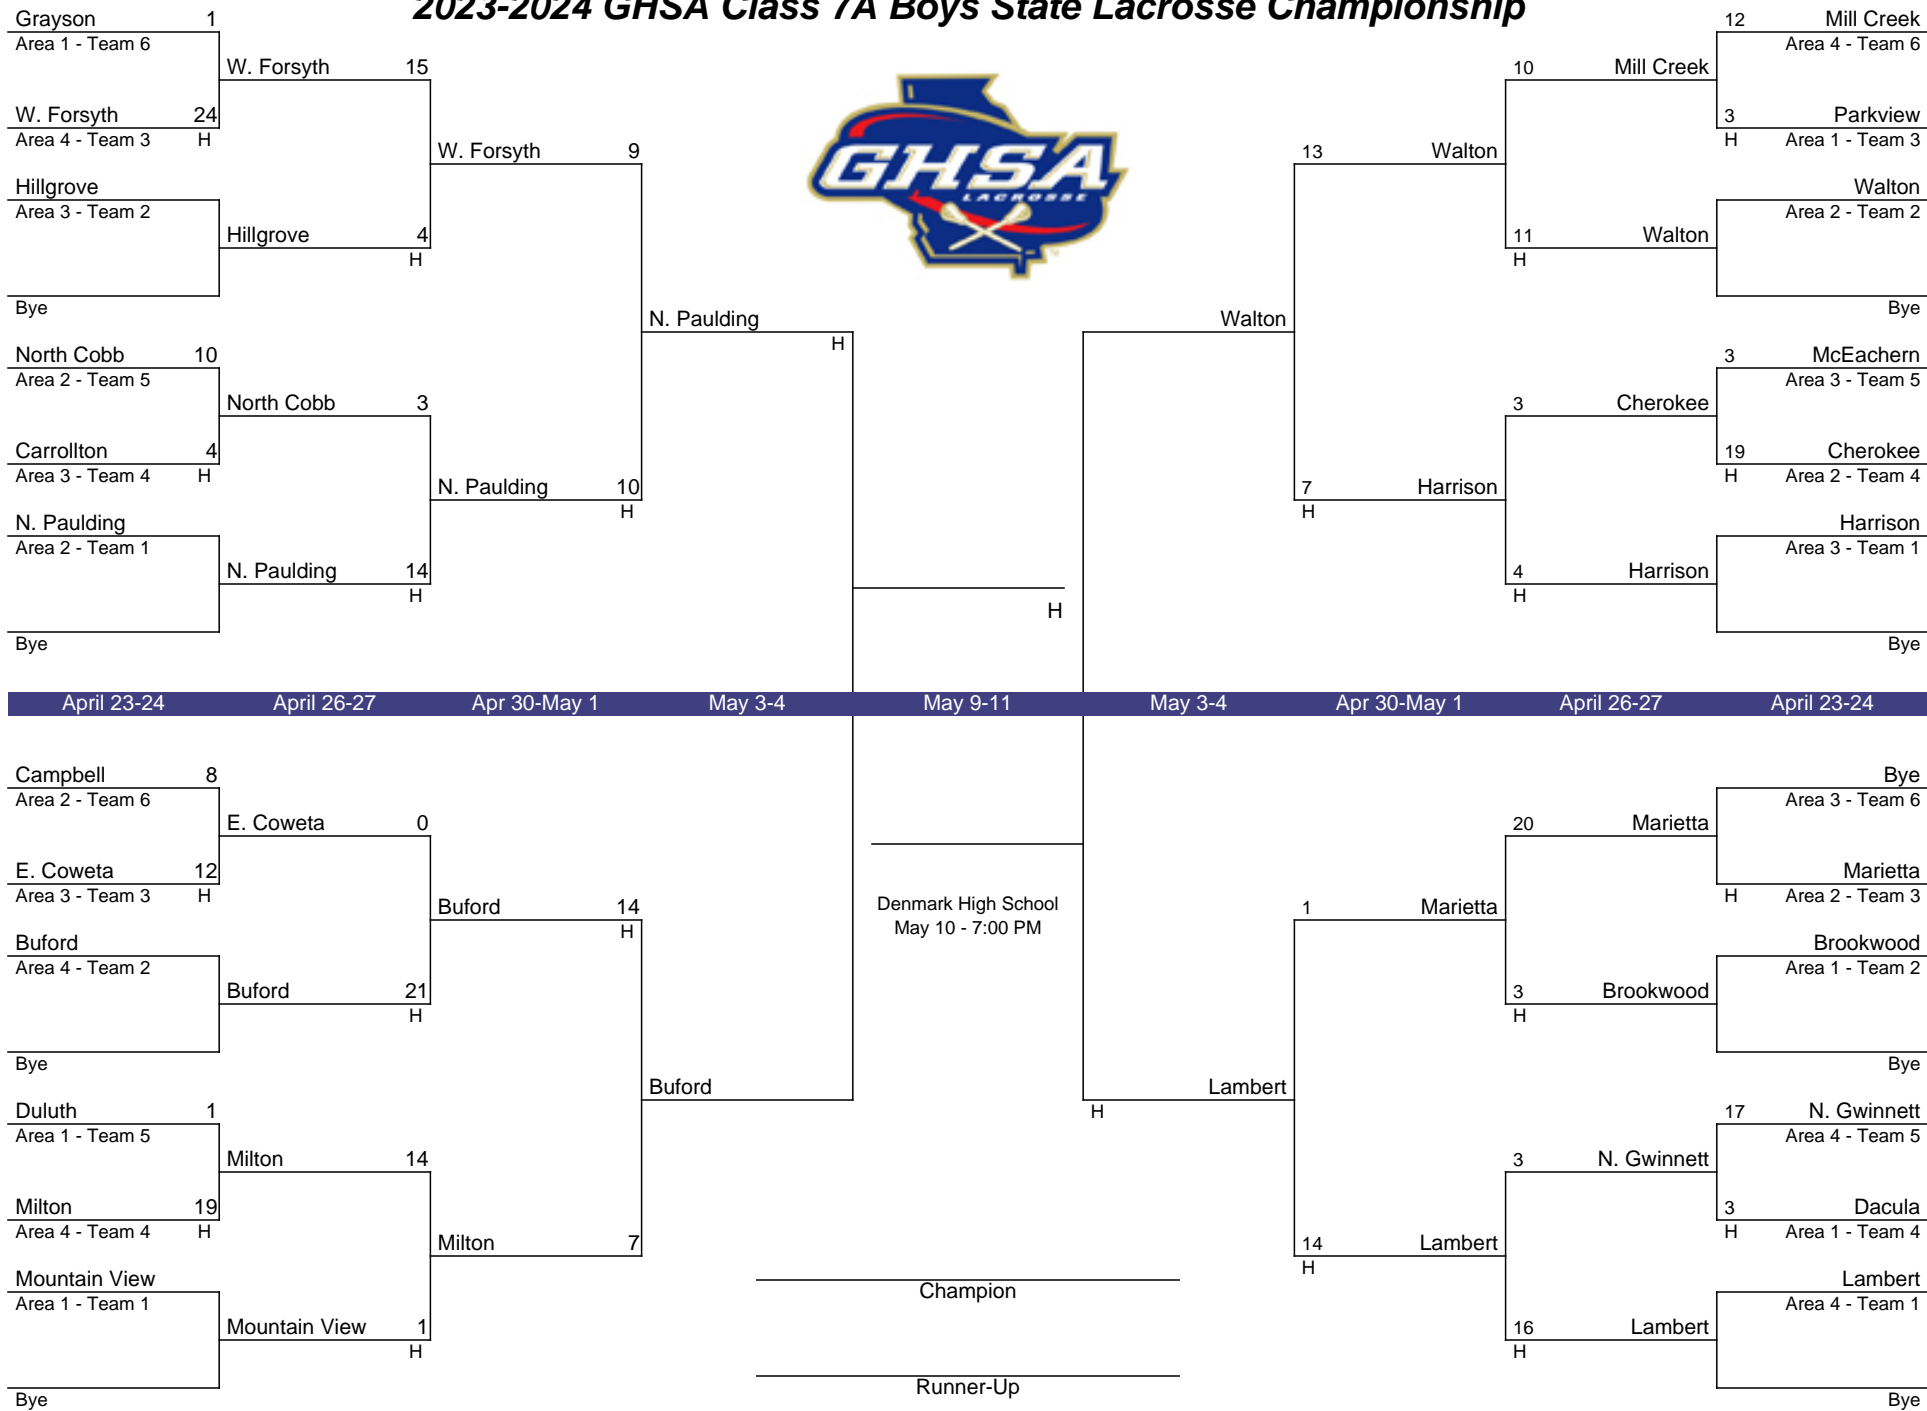 2023-2024 GHSA Class 7A Boys State Lacrosse Championship
Grayson 1
Area 1 - Team 6
W. Forsyth 15
W. Forsyth 24
Area 4 - Team 3 H
W. Forsyth 9
Hillgrove
Area 3 - Team 2
Hillgrove 4
H
Bye
N. Paulding
H
North Cobb 10
Area 2 - Team 5
North Cobb 3
Carrollton 4
Area 3 - Team 4 H
N. Paulding 10
H
N. Paulding
Area 2 - Team 1
N. Paulding 14
H
Bye
GHSA
LACROSSE
12 Mill Creek
Area 4 - Team 6
10 Mill Creek
3 Parkview
H Area 1 - Team 3
13 Walton
Walton
Area 2 - Team 2
11 Walton
H
Bye
Walton
3 McEachern
Area 3 - Team 5
3 Cherokee
19 Cherokee
H Area 2 - Team 4
7 Harrison
H
Harrison
Area 3 - Team 1
4 Harrison
H
Bye
H
April 23-24 April 26-27 Apr 30-May 1 May 3-4 May 9-11 May 3-4 Apr 30-May 1 April 26-27 April 23-24
Campbell 8
Area 2 - Team 6
E. Coweta 0
E. Coweta 12
Area 3 - Team 3 H
Buford 14
H
Buford
Area 4 - Team 2
Buford 21
H
Bye
Buford
Duluth 1
Area 1 - Team 5
Milton 14
Milton 19
Area 4 - Team 4 H
Milton 7
Mountain View
Area 1 - Team 1
Mountain View 1
H
Bye
Denmark High School
May 10 - 7:00 PM
Champion
Runner-Up
Bye
Area 3 - Team 6
20 Marietta
Marietta
H Area 2 - Team 3
1 Marietta
Brookwood
Area 1 - Team 2
3 Brookwood
H
Bye
Lambert
H
17 N. Gwinnett
Area 4 - Team 5
3 N. Gwinnett
3 Dacula
H Area 1 - Team 4
14 Lambert
H
Lambert
Area 4 - Team 1
16 Lambert
H
Bye